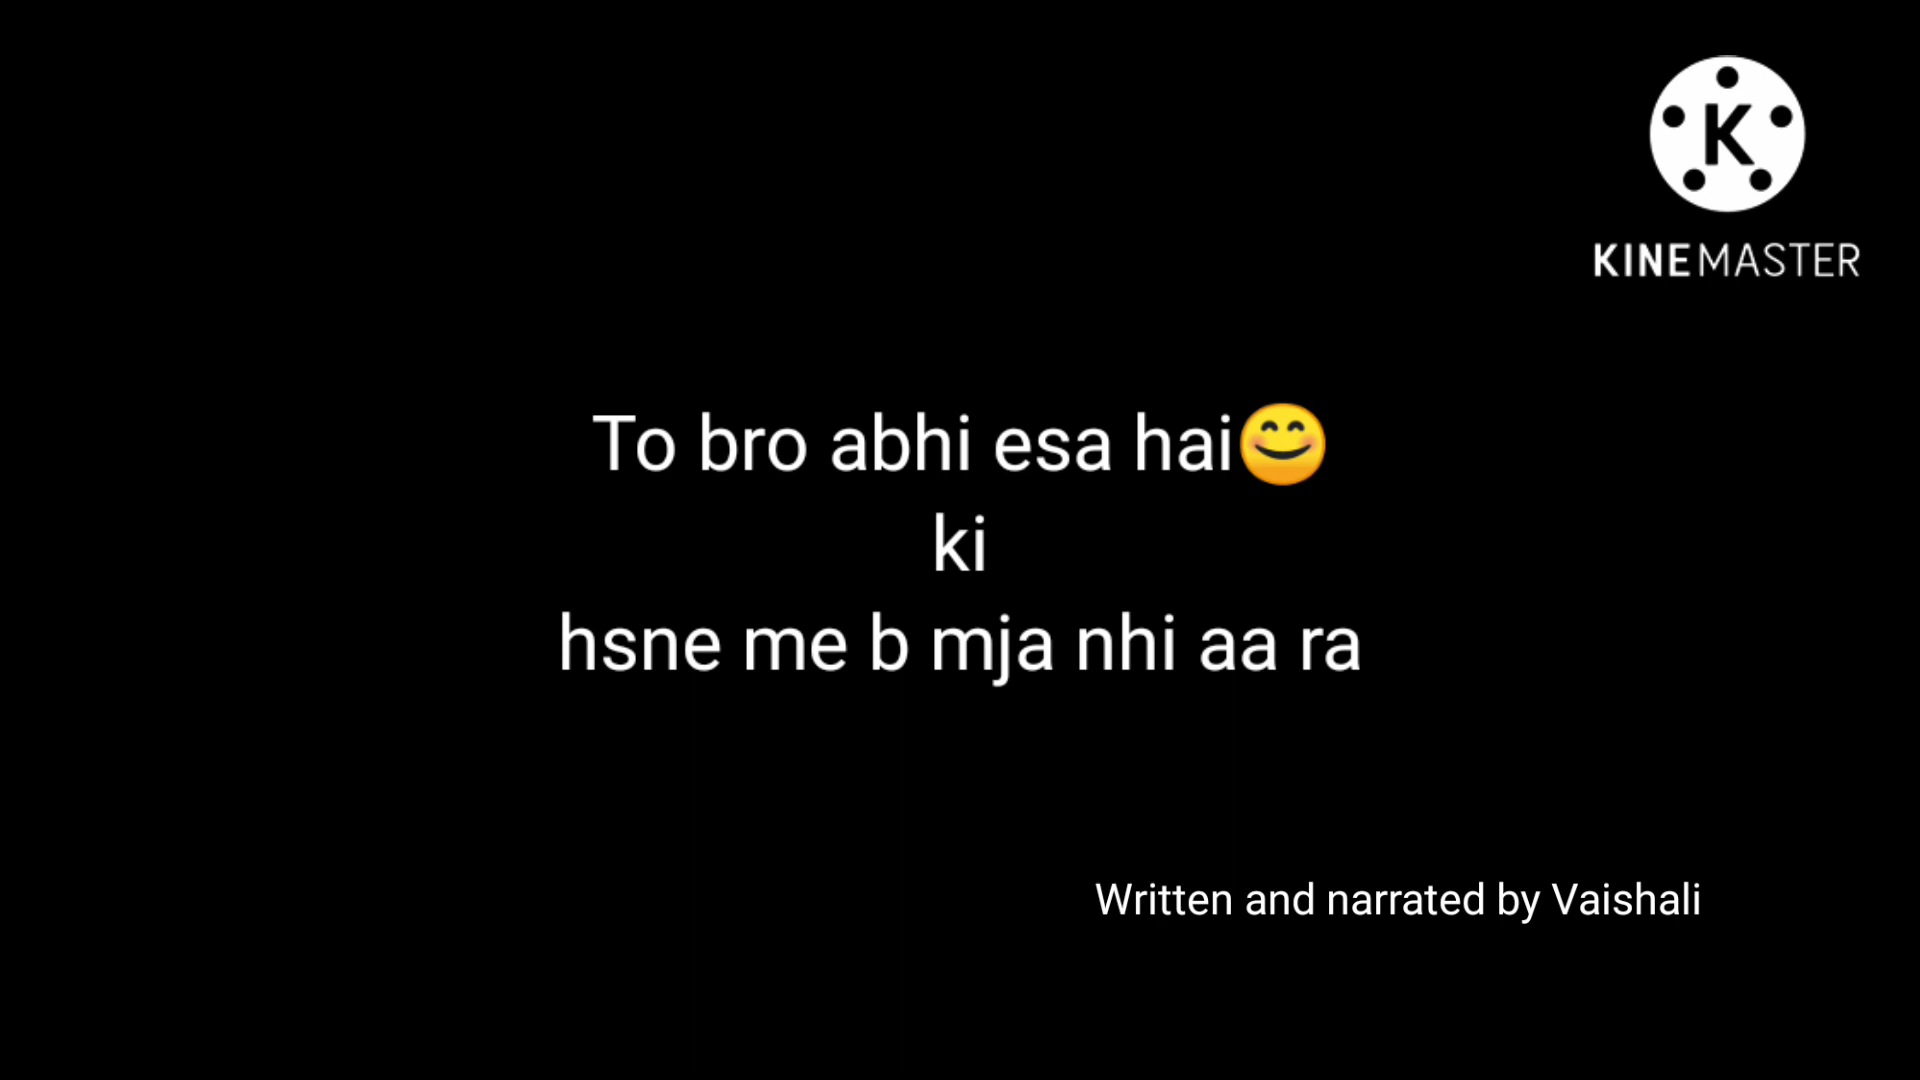 K
KINEMASTER
To bro abhi esa hai😊
ki
hsne me b mja nhi aa ra
Written and narrated by Vaishali